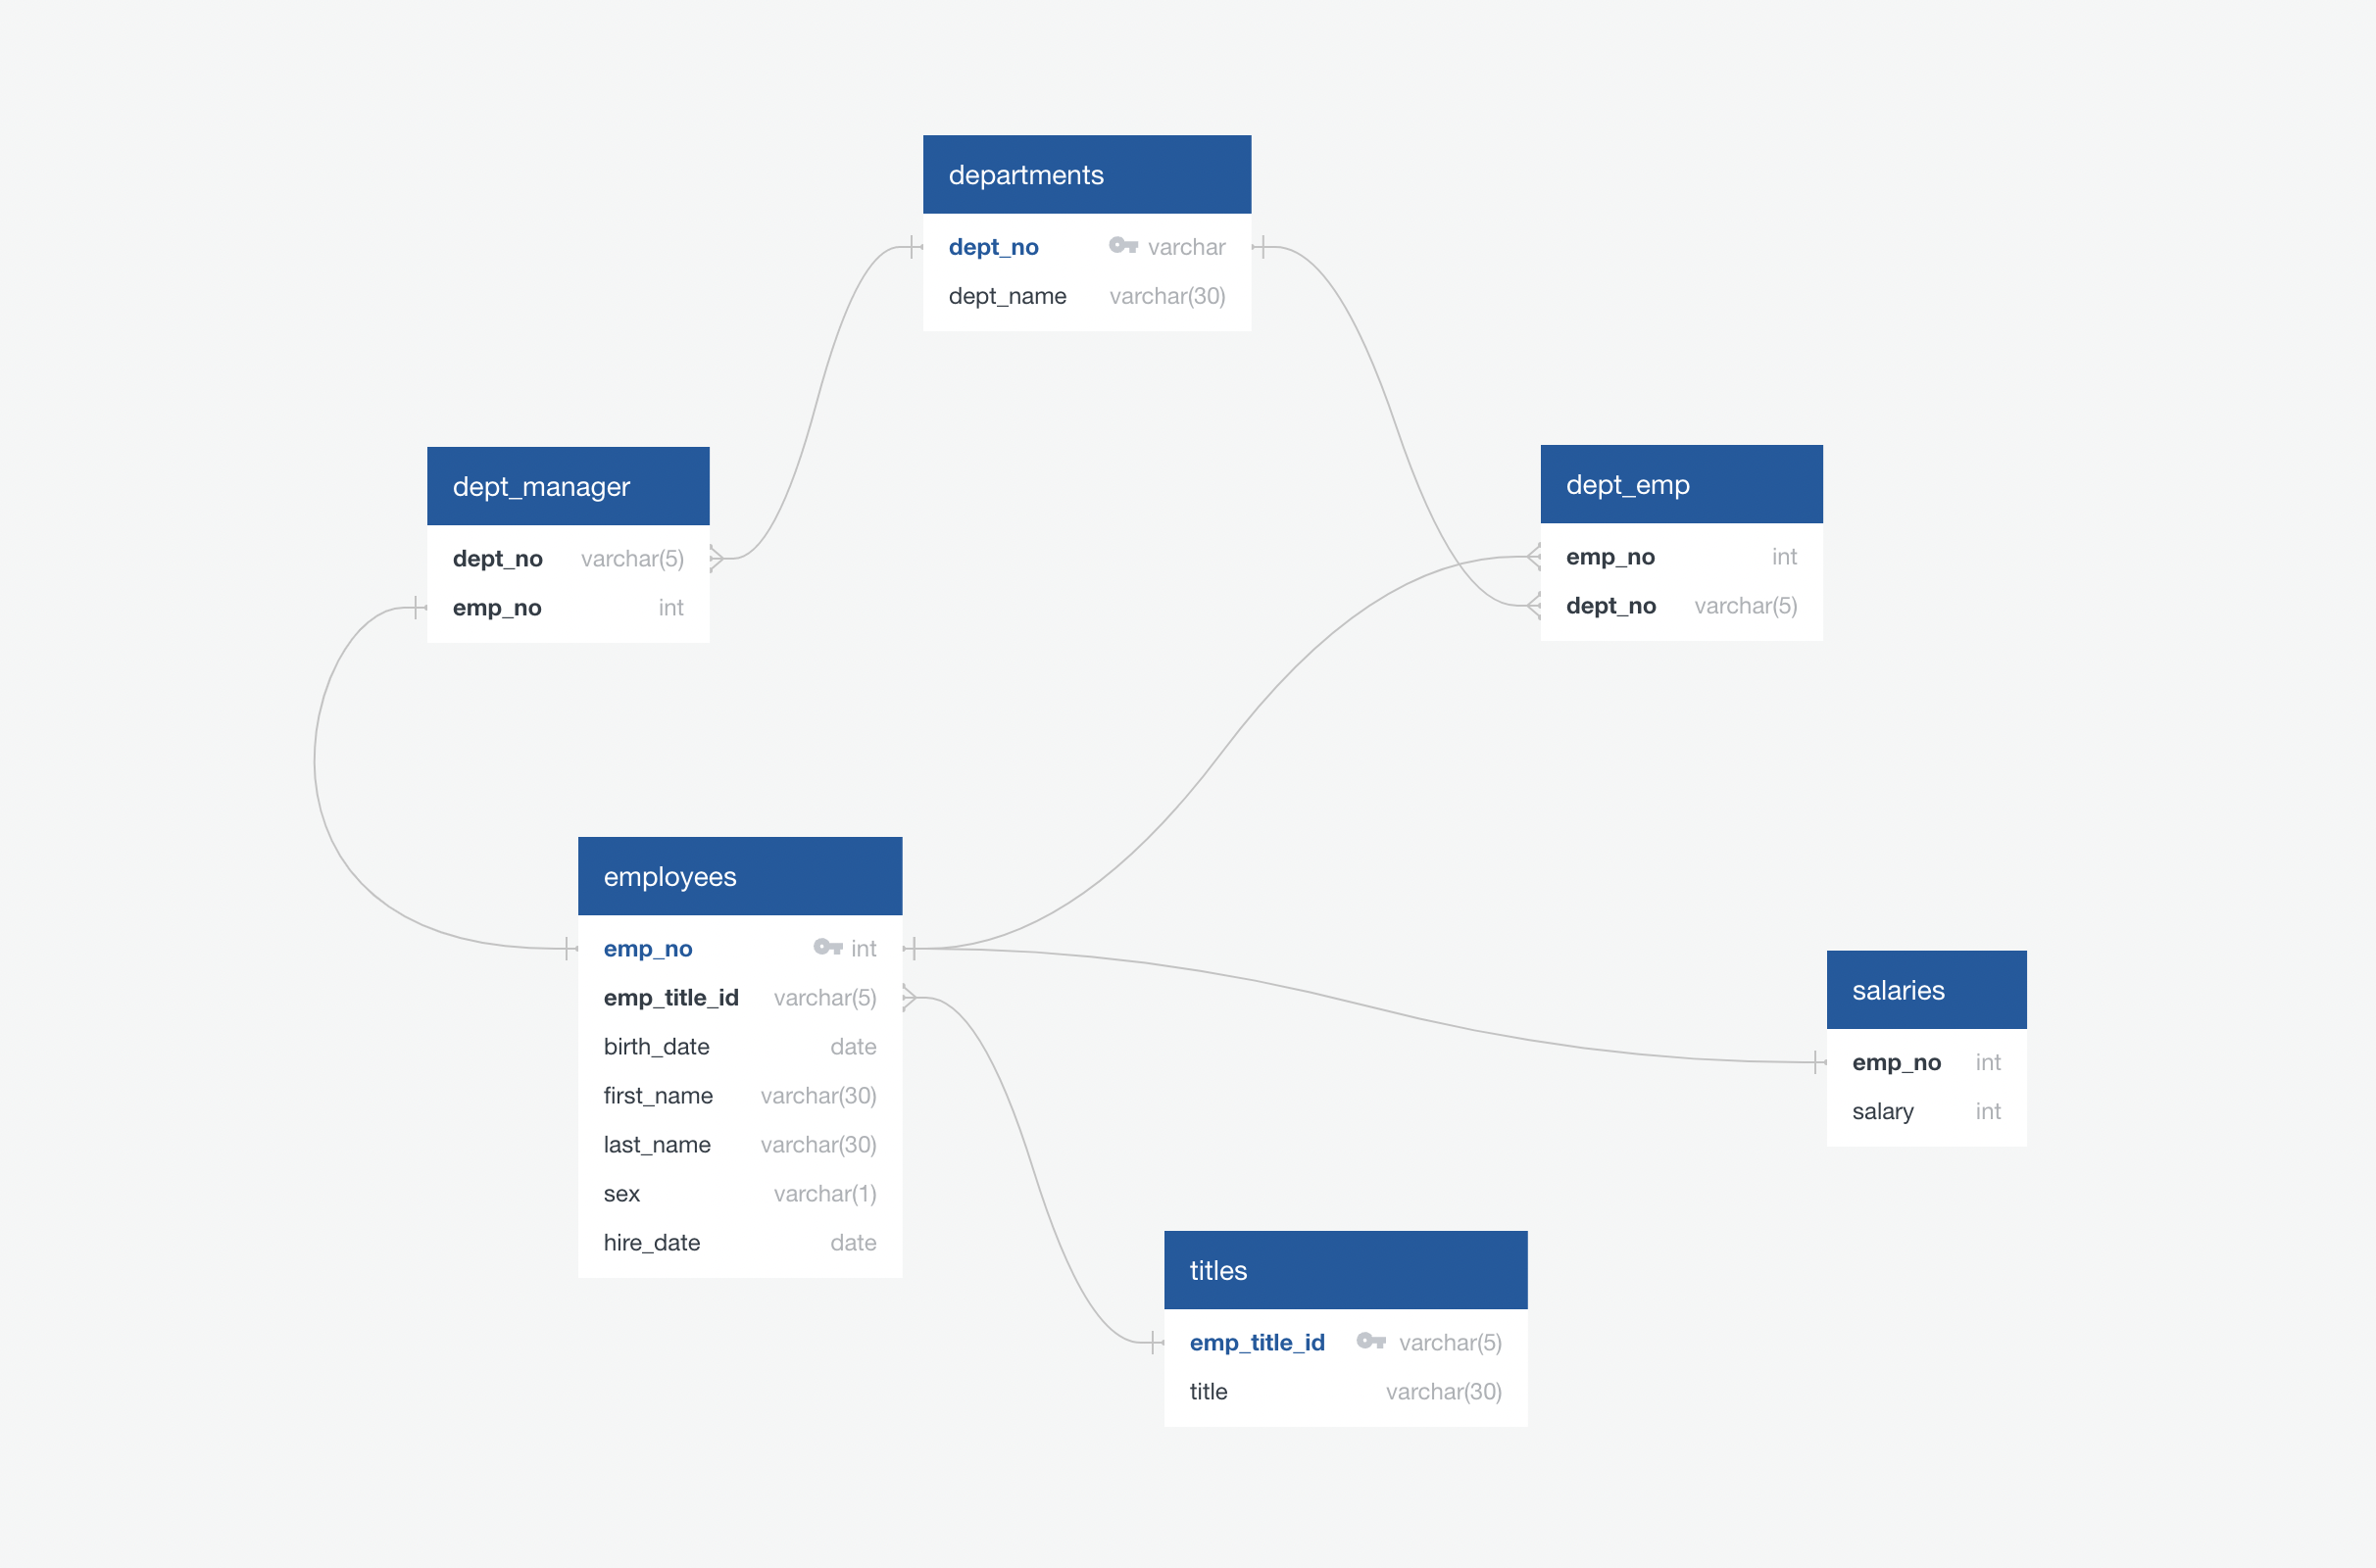 departments
dept_no varchar
dept_name varchar(30)
dept_manager
dept_no varchar(5)
emp_no int
dept_emp
emp_no int
dept_no varchar(5)
employees
emp_no int
emp_title_id varchar(5)
birth_date date
first_name varchar(30)
last_name varchar(30)
sex varchar(1)
hire_date date
salaries
emp_no int
salary int
titles
emp_title_id varchar(5)
title varchar(30)